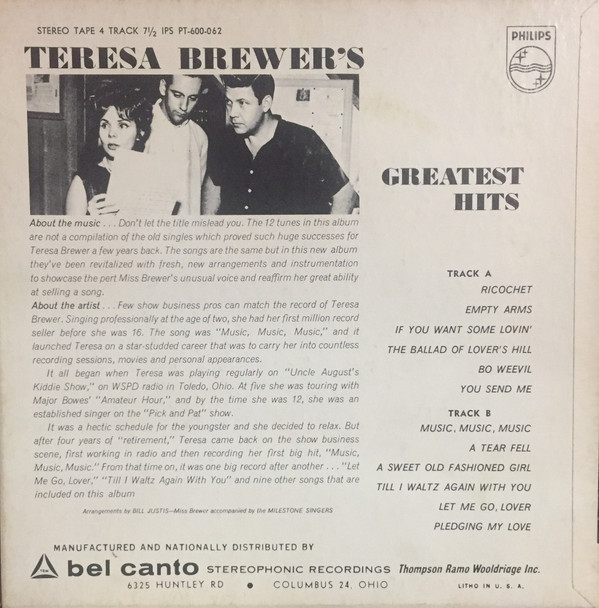 STEREO TAPE 4 TRACK 7½ IPS PT-600-062
PHILIPS
TERESA BREWER'S
GREATEST
HITS
About the music . . . Don't let the title mislead you. The 12 tunes in this album
are not a compilation of the old singles which proved such huge successes for
Teresa Brewer a few years back. The songs are the same but in this new album
they've been revitalized with fresh, new arrangements and instrumentation
to showcase the pert Miss Brewer's unusual voice and reaffirm her great ability
at selling a song.
About the artist . . . Few show business pros can match the record of Teresa
Brewer. Singing professionally at the age of two, she had her first million record
seller before she was 16. The song was "Music, Music, Music," and it
launched Teresa on a star-studded career that was to carry her into countless
recording sessions, movies and personal appearances.
It all began when Teresa was playing regularly on "Uncle August's
Kiddie Show," on WSPD radio in Toledo, Ohio. At five she was touring with
Major Bowes' "Amateur Hour," and by the time she was 12, she was an
established singer on the "Pick and Pat" show.
It was a hectic schedule for the youngster and she decided to relax. But
after four years of "retirement," Teresa came back on the show business
scene, first working in radio and then recording her first big hit, "Music,
Music, Music." From that time on, it was one big record after another . . . "Let
Me Go, Lover," "Till I Waltz Again With You" and nine other songs that are
included on this album
Arrangements by BILL JUSTIS—Miss Brewer accompanied by the MILESTONE SINGERS
TRACK A
RICOCHET
EMPTY ARMS
IF YOU WANT SOME LOVIN'
THE BALLAD OF LOVER'S HILL
BO WEEVIL
YOU SEND ME
TRACK B
MUSIC, MUSIC, MUSIC
A TEAR FELL
A SWEET OLD FASHIONED GIRL
TILL I WALTZ AGAIN WITH YOU
LET ME GO, LOVER
PLEDGING MY LOVE
MANUFACTURED AND NATIONALLY DISTRIBUTED BY
bel canto STEREOPHONIC RECORDINGS Thompson Ramo Wooldridge Inc.
6325 HUNTLEY RD • COLUMBUS 24, OHIO
LITHO IN U. S. A.